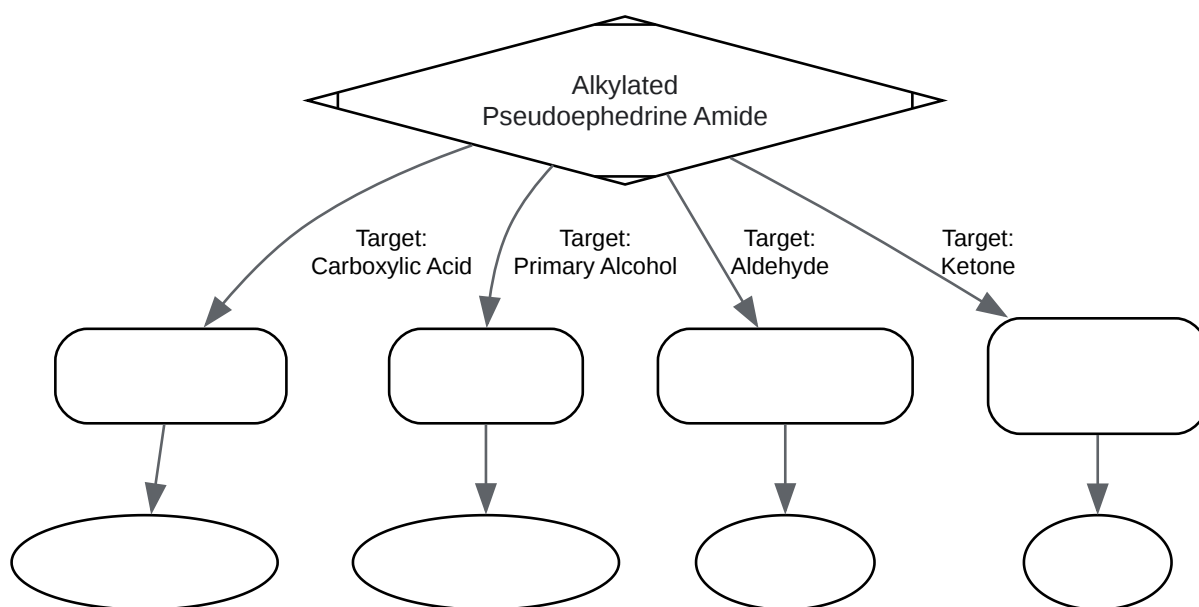 Alkylated
Pseudoephedrine Amide
Target:
Carboxylic Acid
Target:
Primary Alcohol
Target:
Aldehyde
Target:
Ketone